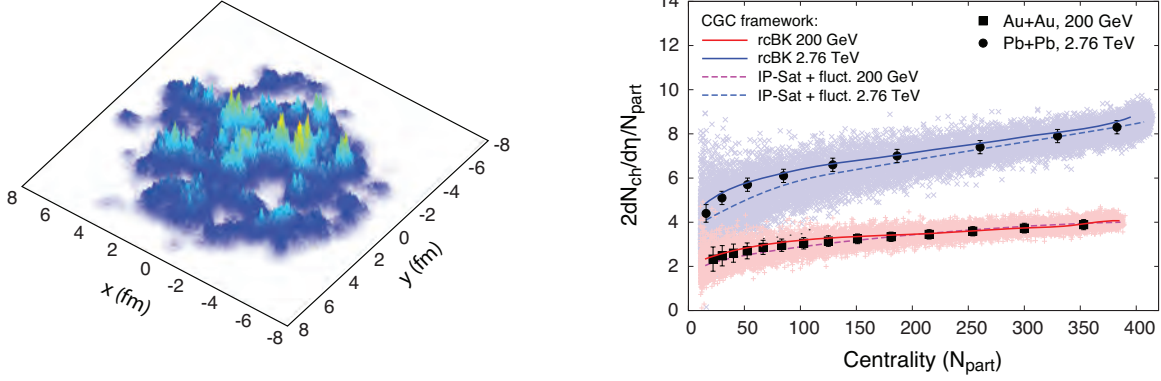 8
6
4
2
0
-2
-4
-6
-8
x (fm)
8
6
4
2
0
-2
-4
-6
-8
y (fm)
14
12
10
8
6
4
2
0
2dN_ch/dη/N_part
CGC framework:
rcBK 200 GeV
rcBK 2.76 TeV
IP-Sat + fluct. 200 GeV
IP-Sat + fluct. 2.76 TeV
Au+Au, 200 GeV
Pb+Pb, 2.76 TeV
0 50 100 150 200 250 300 350 400
Centrality (N_part)